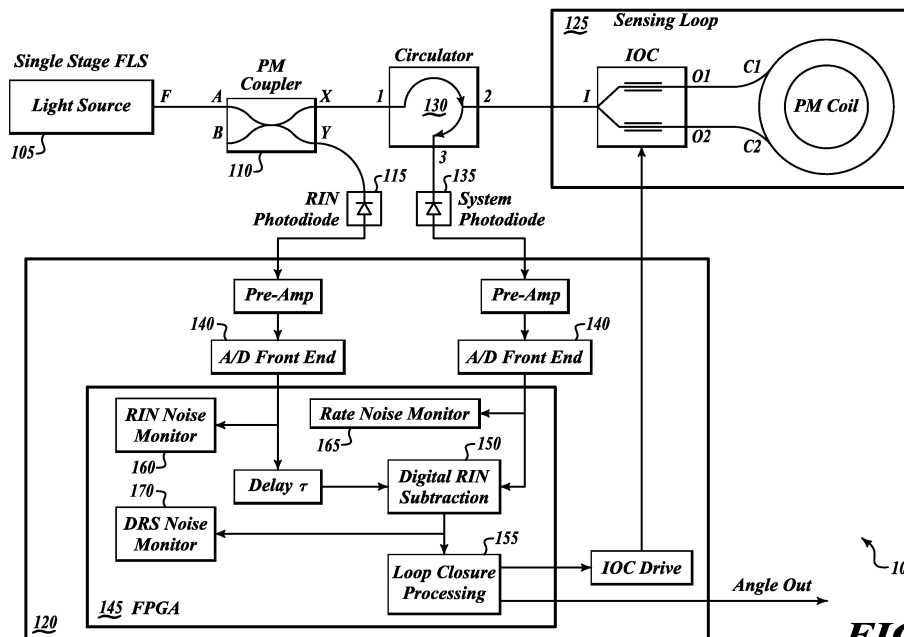 125 Sensing Loop
Single Stage FLS
Light Source
105
F
A
B
PM
Coupler
X
Y
110
Circulator
1
130
2
3
I
IOC
O1
O2
C1
C2
PM Coil
115
RIN
Photodiode
135
System
Photodiode
Pre-Amp
Pre-Amp
140
A/D Front End
140
A/D Front End
RIN Noise
Monitor
160
Rate Noise Monitor
165
150
Delay τ
Digital RIN
Subtraction
170
DRS Noise
Monitor
155
Loop Closure
Processing
IOC Drive
Angle Out
145 FPGA
120
10
FIG